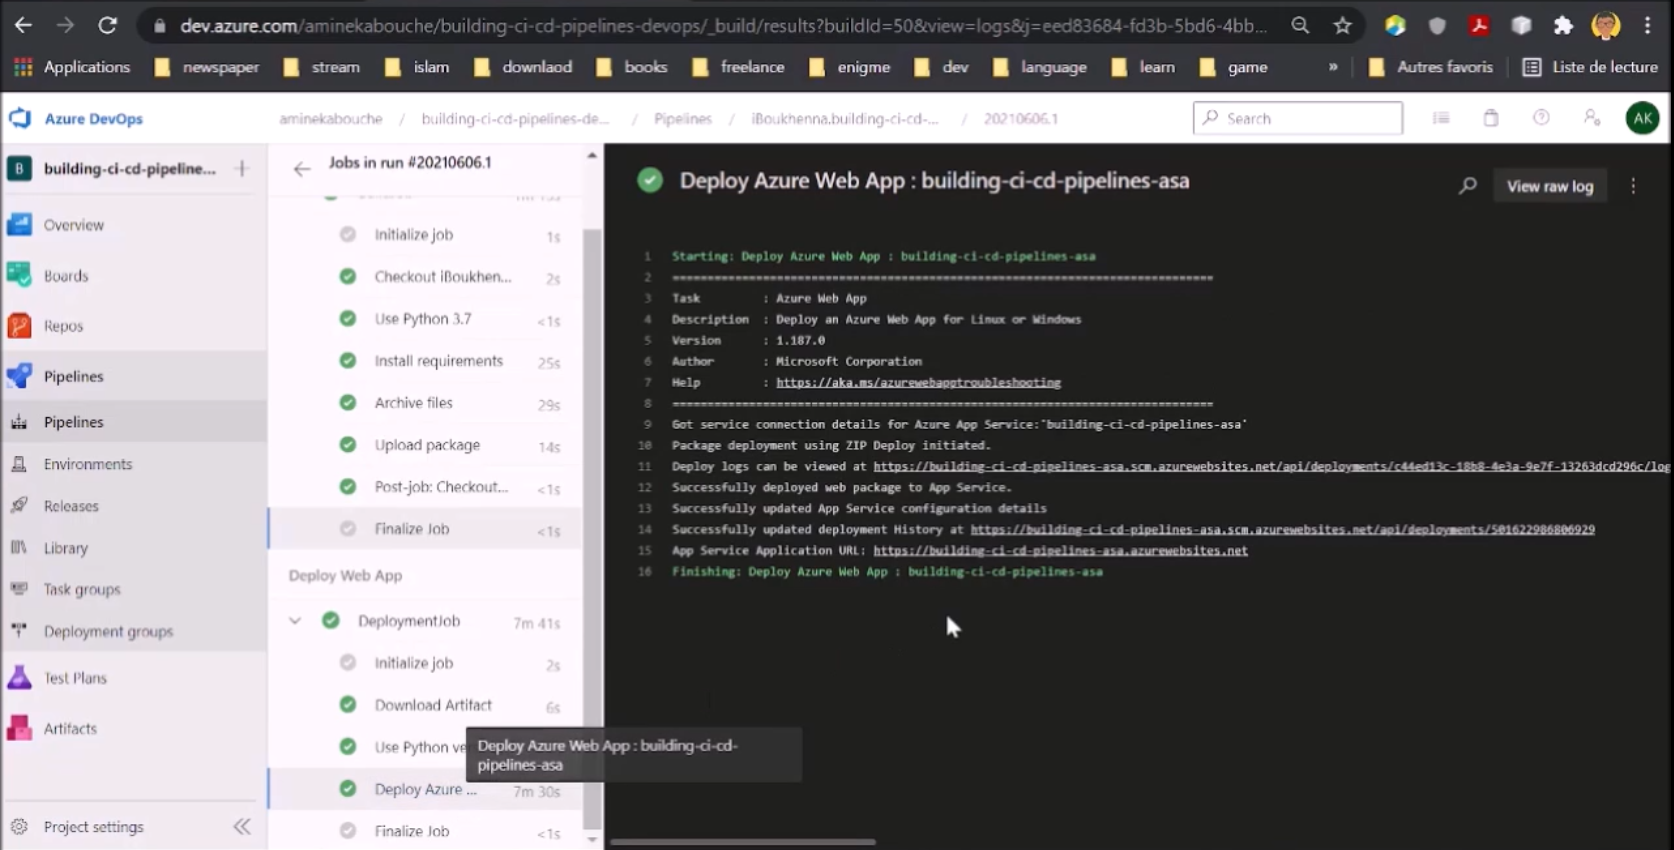 dev.azure.com/aminekabouche/building-ci-cd-pipelines-devops/_build/results?buildId=50&view=logs&j=eed83684-fd3b-5bd6-4bb...
Applications newspaper stream islam downlaod books freelance enigme dev language learn game » Autres favoris Liste de lecture
Azure DevOps
aminekabouche / building-ci-cd-pipelines-de... / Pipelines / iBoukhenna.building-ci-cd-... / 20210606.1
Search
AK
B building-ci-cd-pipeline... +
Overview
Boards
Repos
Pipelines
Pipelines
Environments
Releases
Library
Task groups
Deployment groups
Test Plans
Artifacts
Project settings
Jobs in run #20210606.1
Initialize job 1s
Checkout iBoukhen... 2s
Use Python 3.7 <1s
Install requirements 25s
Archive files 29s
Upload package 14s
Post-job: Checkout... <1s
Finalize Job <1s
Deploy Web App
DeploymentJob 7m 41s
Initialize job 2s
Download Artifact 6s
Use Python ve
Deploy Azure Web App : building-ci-cd-
pipelines-asa
Deploy Azure ... 7m 30s
Finalize Job <1s
Deploy Azure Web App : building-ci-cd-pipelines-asa
View raw log
1 Starting: Deploy Azure Web App : building-ci-cd-pipelines-asa
2 ==============================================================================
3 Task : Azure Web App
4 Description : Deploy an Azure Web App for Linux or Windows
5 Version : 1.187.0
6 Author : Microsoft Corporation
7 Help : https://aka.ms/azurewebapptroubleshooting
8 ==============================================================================
9 Got service connection details for Azure App Service:'building-ci-cd-pipelines-asa'
10 Package deployment using ZIP Deploy initiated.
11 Deploy logs can be viewed at https://building-ci-cd-pipelines-asa.scm.azurewebsites.net/api/deployments/c44ed13c-18b8-4e3a-9e7f-13263dcd296c/log
12 Successfully deployed web package to App Service.
13 Successfully updated App Service configuration details
14 Successfully updated deployment History at https://building-ci-cd-pipelines-asa.scm.azurewebsites.net/api/deployments/501622986806929
15 App Service Application URL: https://building-ci-cd-pipelines-asa.azurewebsites.net
16 Finishing: Deploy Azure Web App : building-ci-cd-pipelines-asa